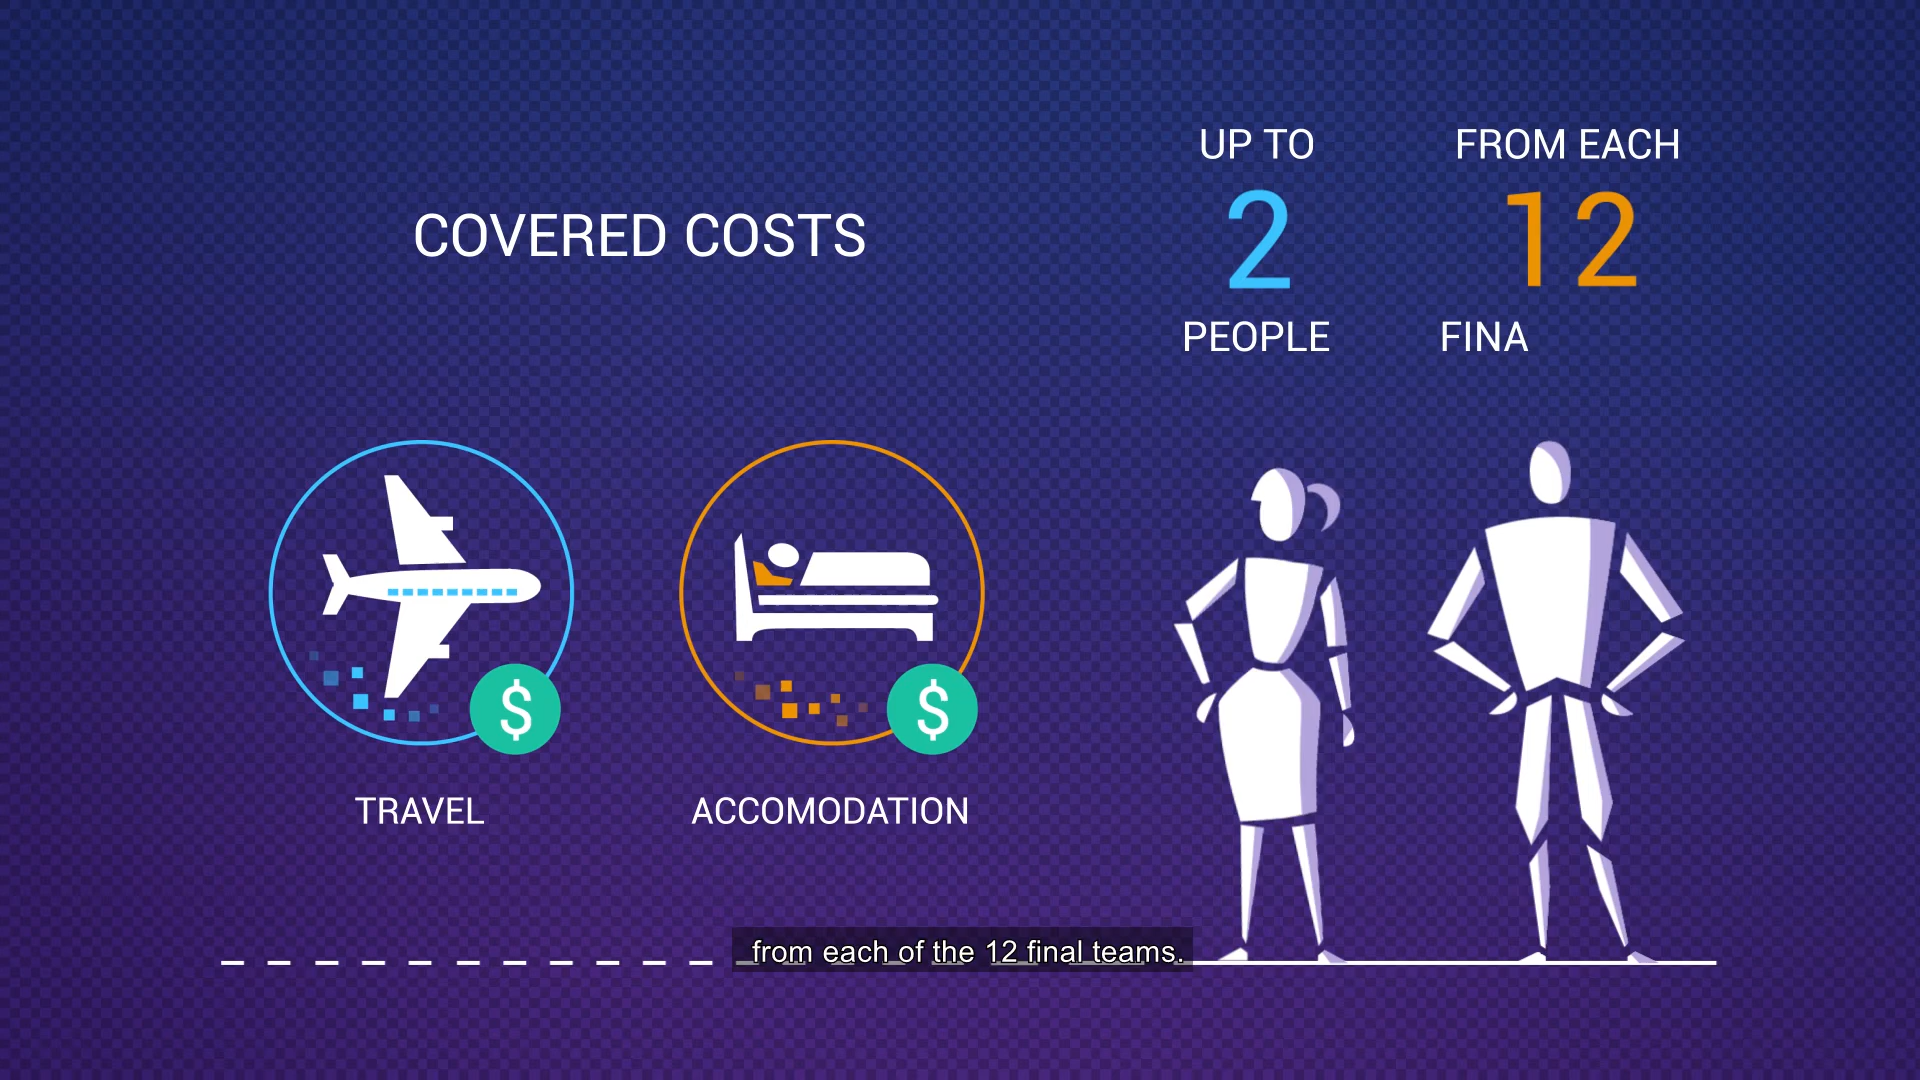 COVERED COSTS
UP TO
2
PEOPLE
FROM EACH
12
FINA
$
$
TRAVEL
ACCOMODATION
from each of the 12 final teams.